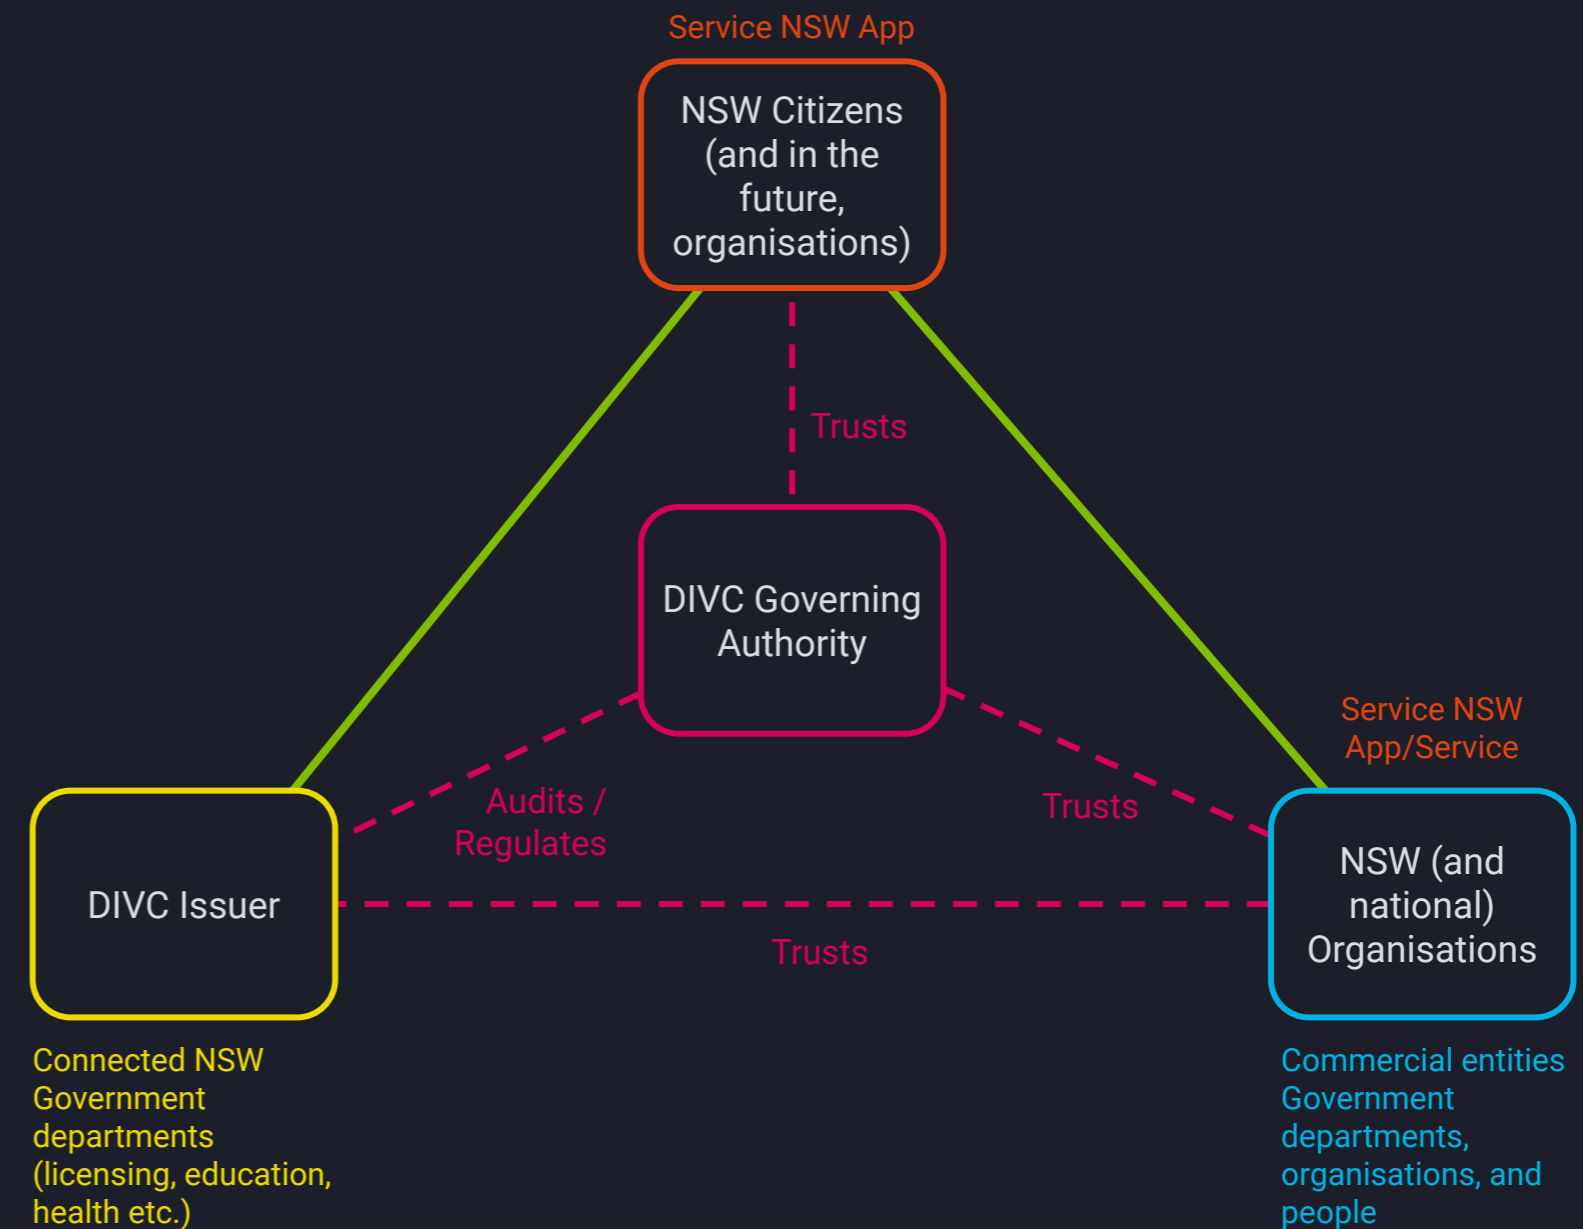 Service NSW App
NSW Citizens
(and in the
future,
organisations)
Trusts
DIVC Governing
Authority
Service NSW
App/Service
Audits /
Regulates
Trusts
DIVC Issuer
NSW (and
national)
Organisations
Trusts
Connected NSW
Government
departments
(licensing, education,
health etc.)
Commercial entities
Government
departments,
organisations, and
people